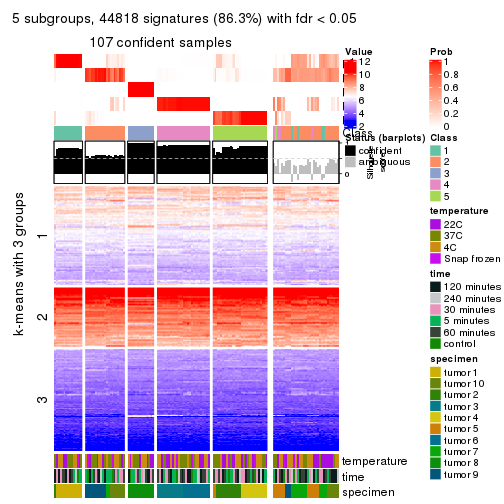 5 subgroups, 44818 signatures (86.3%) with fdr < 0.05
107 confident samples
k-means with 3 groups
1
2
3
Class
Silhouette score
1
0
temperature
time
specimen
Value
12
10
8
6
4
2
Status (barplots)
confident
ambiguous
Prob
1
0.8
0.6
0.4
0.2
0
Class
1
2
3
4
5
temperature
22C
37C
4C
Snap frozen
time
120 minutes
240 minutes
30 minutes
5 minutes
60 minutes
control
specimen
tumor 1
tumor 10
tumor 2
tumor 3
tumor 4
tumor 5
tumor 6
tumor 7
tumor 8
tumor 9